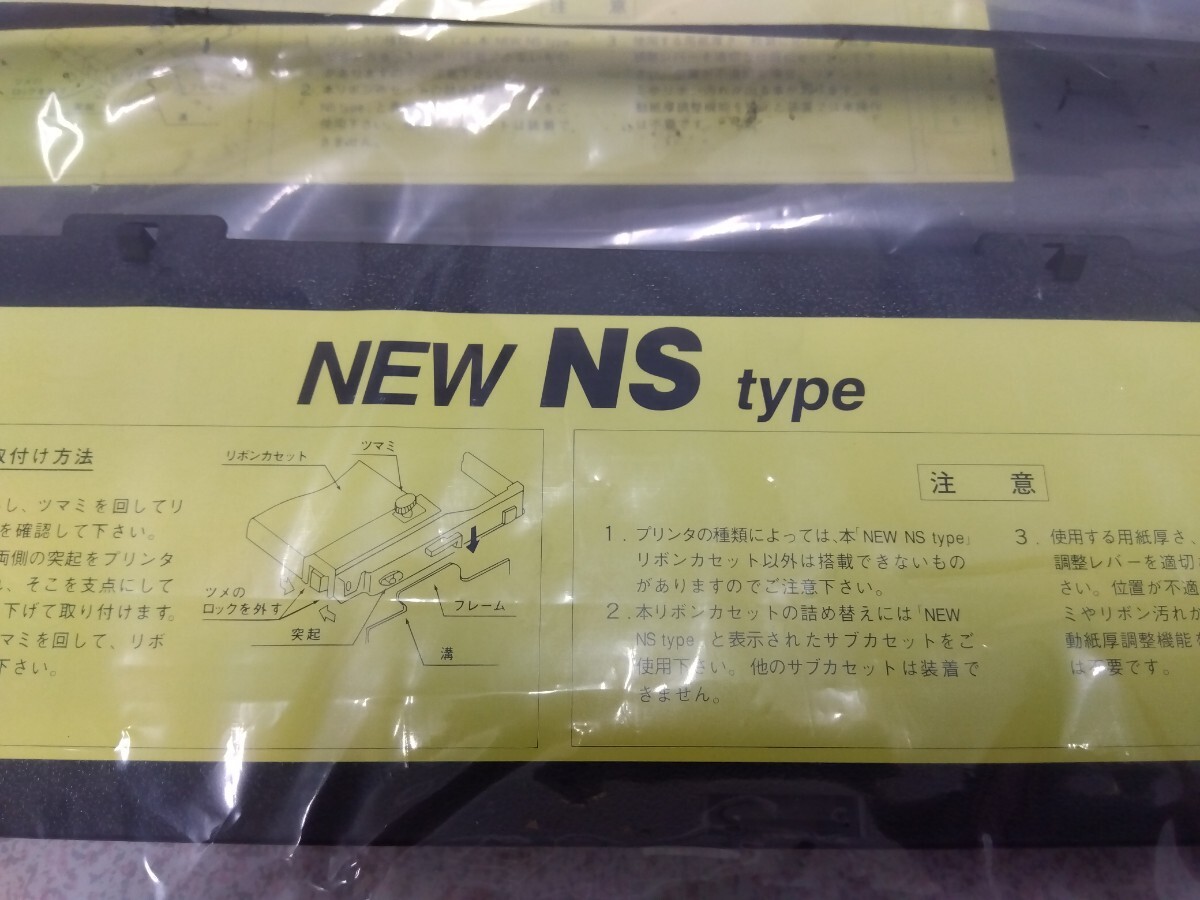 注 意
NEW NS type
取付け方法
し、ツマミを回してリ
を確認して下さい。
両側の突起をプリンタ
れ、そこを支点にして
下げて取り付けます。
マミを回して、リボ
下さい。
リボンカセット
ツマミ
ツメの
ロックを外す
突起
フレーム
溝
注 意
1. プリンタの種類によっては、本「NEW NS type」
リボンカセット以外は搭載できないもの
がありますのでご注意下さい。
2. 本リボンカセットの詰め替えには「NEW
NS type」と表示されたサブカセットをご
使用下さい。他のサブカセットは装着で
きません。
3. 使用する用紙厚さ、
調整レバーを適切
さい。位置が不適
ミやリボン汚れが
動紙厚調整機能を
は不要です。